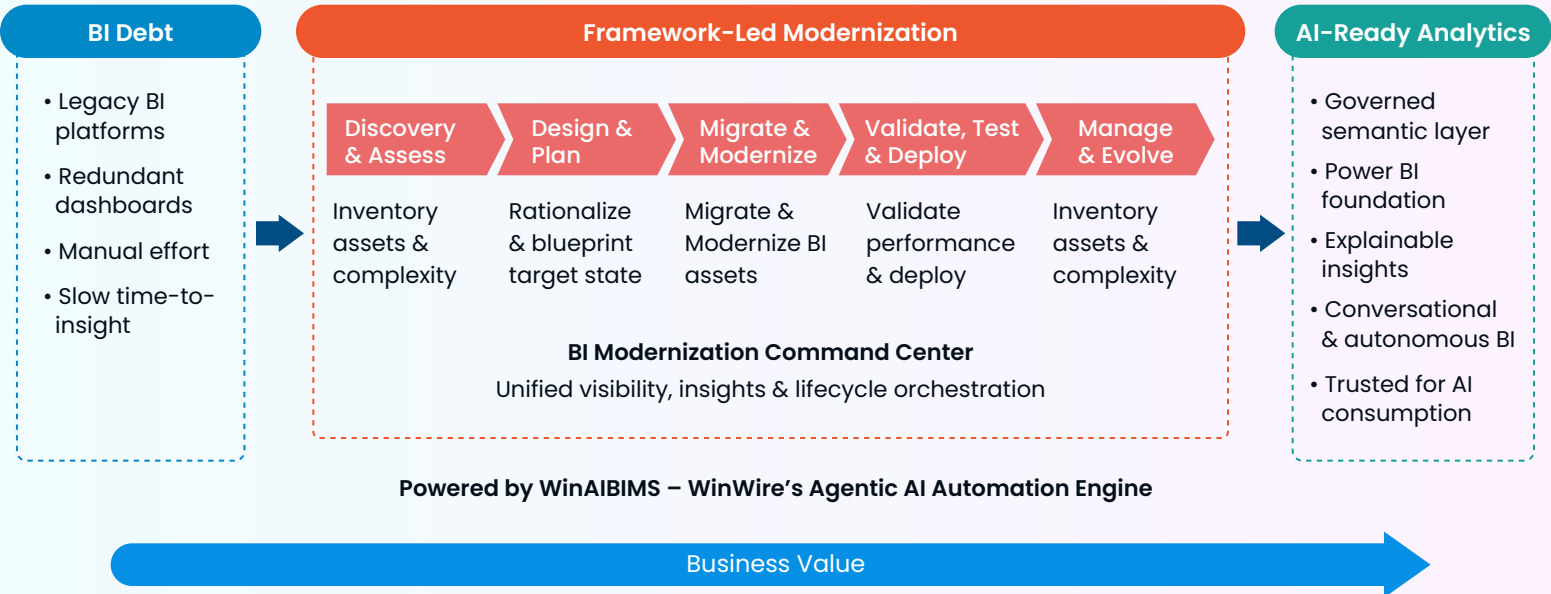 BI Debt
• Legacy BI
platforms
• Redundant
dashboards
• Manual effort
• Slow time-to-
insight
Framework-Led Modernization
Discovery
& Assess
Inventory
assets &
complexity
Design &
Plan
Rationalize
& blueprint
target state
Migrate &
Modernize
Migrate &
Modernize BI
assets
Validate, Test
& Deploy
Validate
performance
& deploy
Manage
& Evolve
Inventory
assets &
complexity
BI Modernization Command Center
Unified visibility, insights & lifecycle orchestration
AI-Ready Analytics
• Governed
semantic layer
• Power BI
foundation
• Explainable
insights
• Conversational
& autonomous BI
• Trusted for AI
consumption
Powered by WinAIBIMS – WinWire’s Agentic AI Automation Engine
Business Value